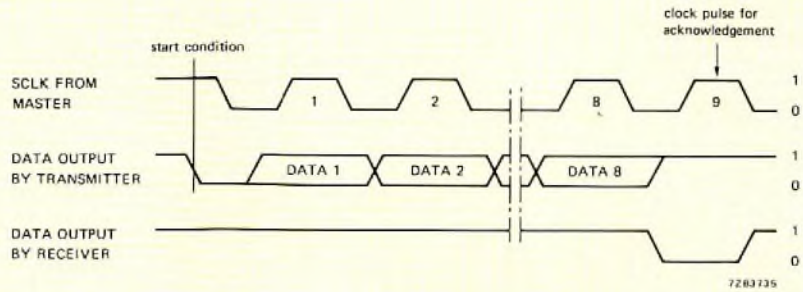 clock pulse for
acknowledgement
start condition
SCLK FROM
MASTER
1
2
8
9
1
0
DATA OUTPUT
BY TRANSMITTER
DATA 1
DATA 2
DATA 8
1
0
DATA OUTPUT
BY RECEIVER
1
0
7283735